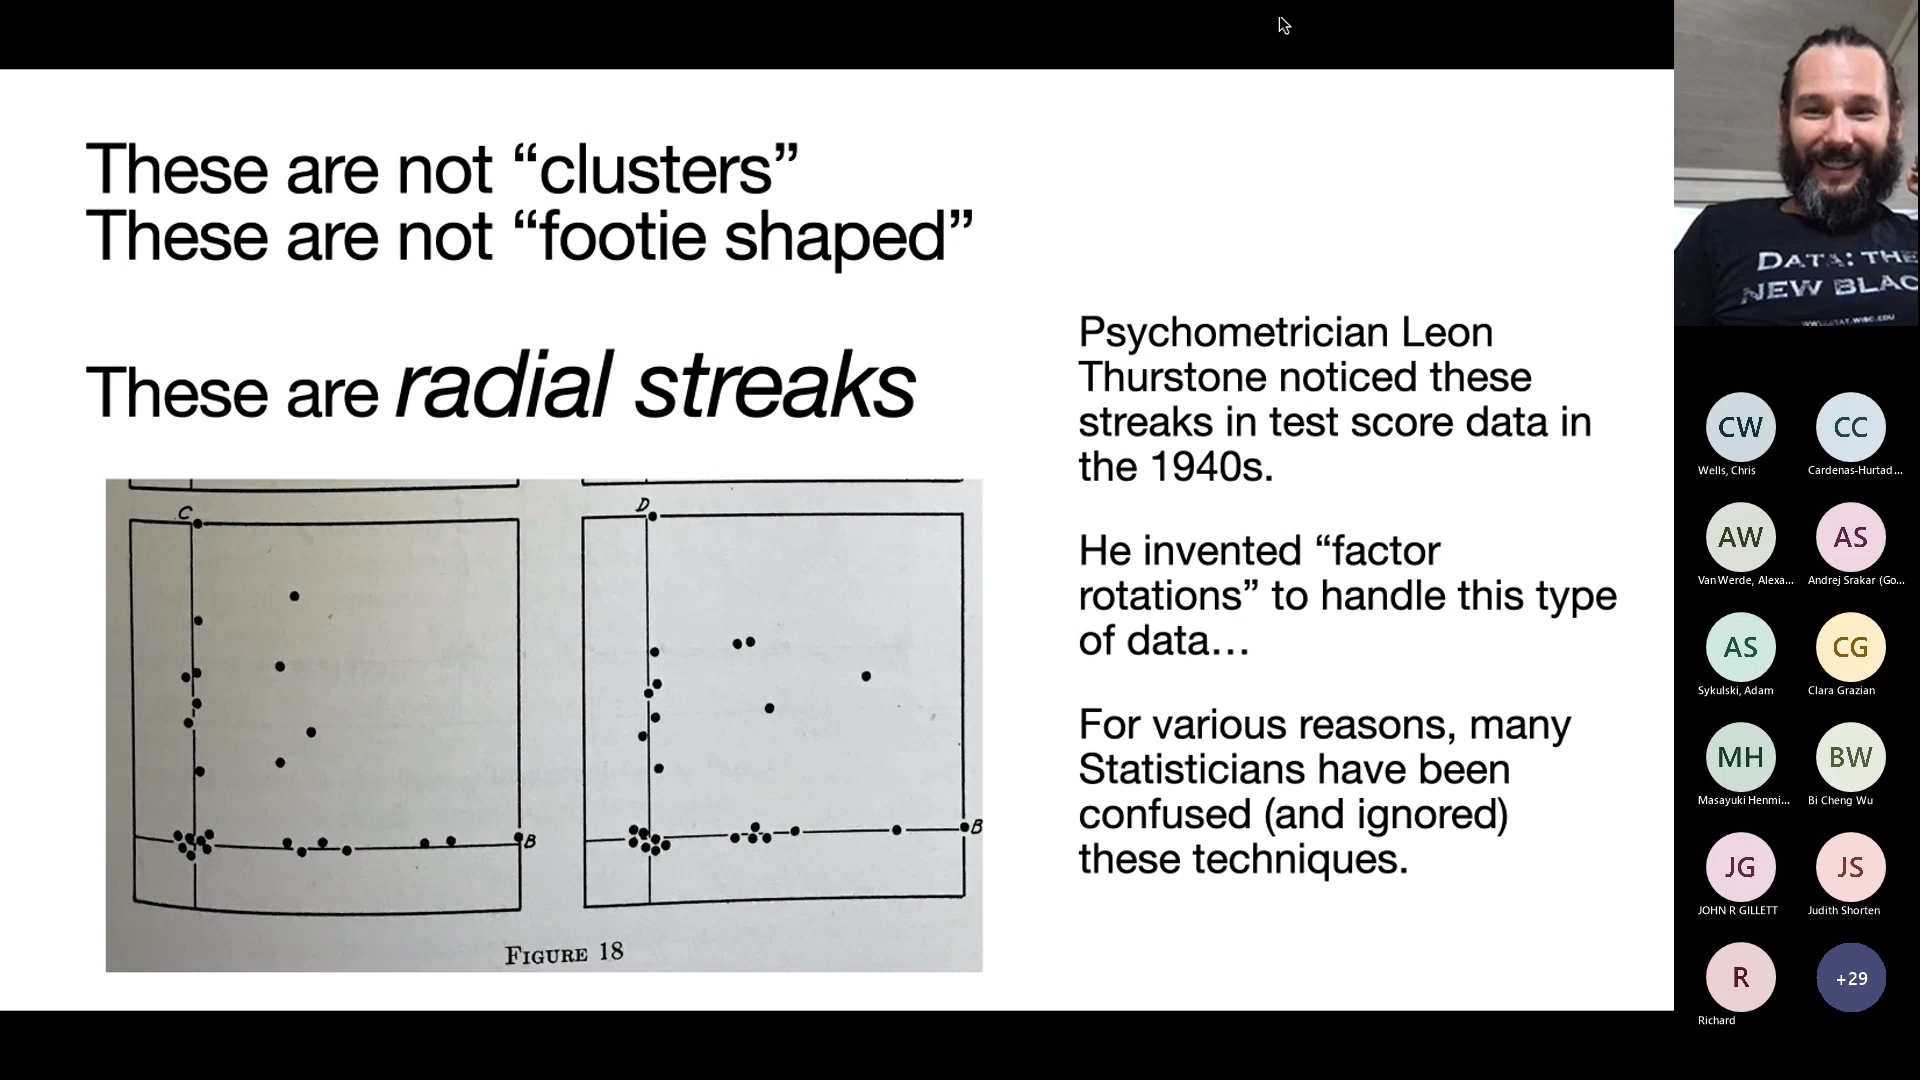 These are not “clusters”
These are not “footie shaped”
These are radial streaks
C
B
D
B
FIGURE 18
Psychometrician Leon
Thurstone noticed these
streaks in test score data in
the 1940s.
He invented “factor
rotations” to handle this type
of data…
For various reasons, many
Statisticians have been
confused (and ignored)
these techniques.
DATA: THE
NEW BLAC
CW
Wells, Chris
CC
Cardenas-Hurtad...
AW
Van Werde, Alexa...
AS
Andrej Srakar (Go...
AS
Sykulski, Adam
CG
Clara Grazian
MH
Masayuki Henmi...
BW
Bi Cheng Wu
JG
JOHN R GILLETT
JS
Judith Shorten
R
Richard
+29